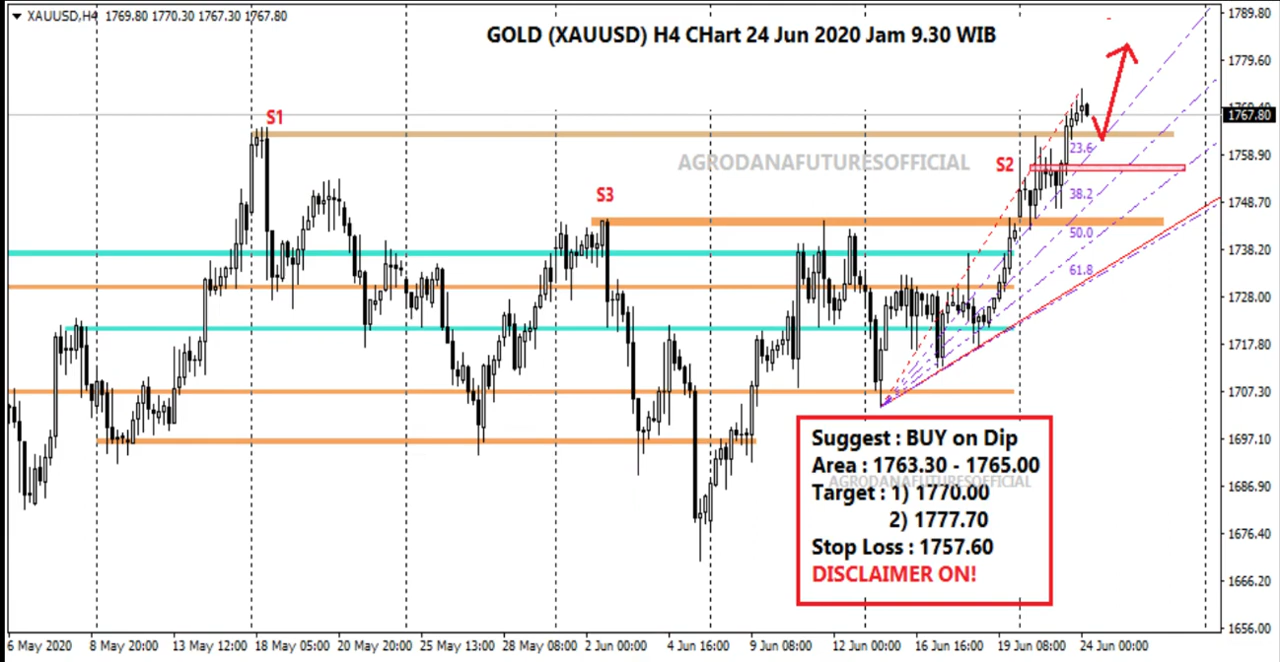 XAUUSD,H4 1769.80 1770.30 1767.30 1767.80
GOLD (XAUUSD) H4 CHart 24 Jun 2020 Jam 9.30 WIB
S1
AGRODANAFUTURESOFFICIAL
S2
S3
23.6
38.2
50.0
61.8
Suggest : BUY on Dip
Area : 1763.30 - 1765.00
AGRODANAFUTURESOFFICIAL
Target : 1) 1770.00
2) 1777.70
Stop Loss : 1757.60
DISCLAIMER ON!
1789.80
1779.60
1769.40
1767.80
1758.90
1748.70
1738.20
1728.00
1717.80
1707.30
1697.10
1686.90
1676.40
1666.20
1656.00
6 May 2020
8 May 20:00
13 May 12:00
18 May 05:00
20 May 20:00
25 May 12:00
28 May 08:00
2 Jun 00:00
4 Jun 16:00
9 Jun 08:00
12 Jun 00:00
16 Jun 16:00
19 Jun 08:00
24 Jun 00:00